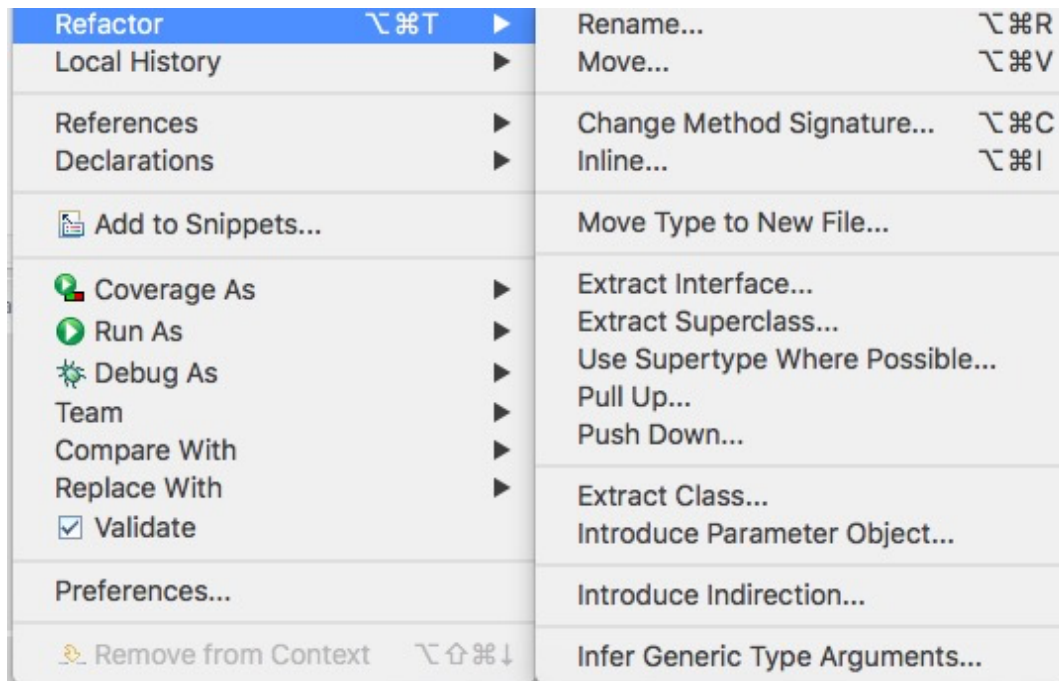 Refactor ⌥⌘T ▶
Local History ▶
References ▶
Declarations ▶
Add to Snippets...
Coverage As ▶
Run As ▶
Debug As ▶
Team ▶
Compare With ▶
Replace With ▶
Validate
Preferences...
Remove from Context ⌥⇧⌘↓
Rename... ⌥⌘R
Move... ⌥⌘V
Change Method Signature... ⌥⌘C
Inline... ⌥⌘I
Move Type to New File...
Extract Interface...
Extract Superclass...
Use Supertype Where Possible...
Pull Up...
Push Down...
Extract Class...
Introduce Parameter Object...
Introduce Indirection...
Infer Generic Type Arguments...